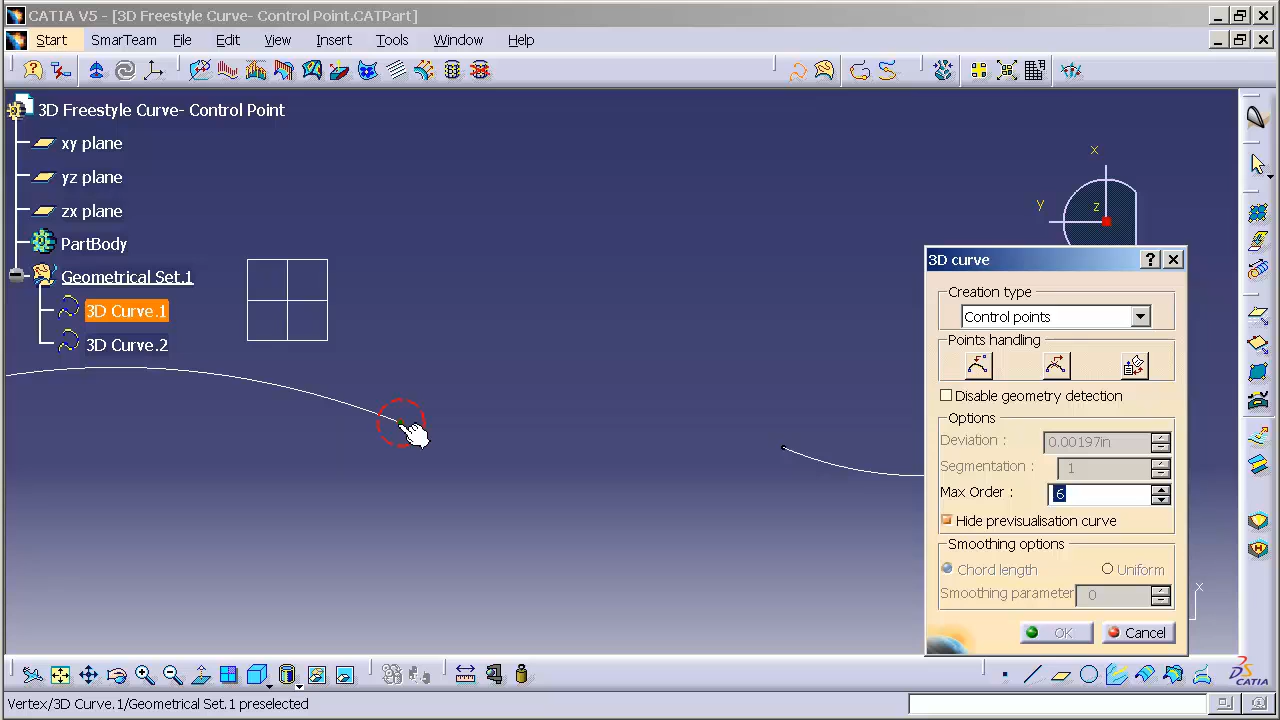 CATIA V5 - [3D Freestyle Curve- Control Point.CATPart]
Start SmarTeam File Edit View Insert Tools Window Help
3D Freestyle Curve- Control Point
xy plane
yz plane
zx plane
PartBody
Geometrical Set.1
3D Curve.1
3D Curve.2
x
y
z
3D curve
Creation type
Control points
Points handling
Disable geometry detection
Options
Deviation : 0.00197in
Segmentation : 1
Max Order : 6
Hide previsualisation curve
Smoothing options
Chord length Uniform
Smoothing parameter 0
OK Cancel
x
CATIA
Vertex/3D Curve.1/Geometrical Set.1 preselected